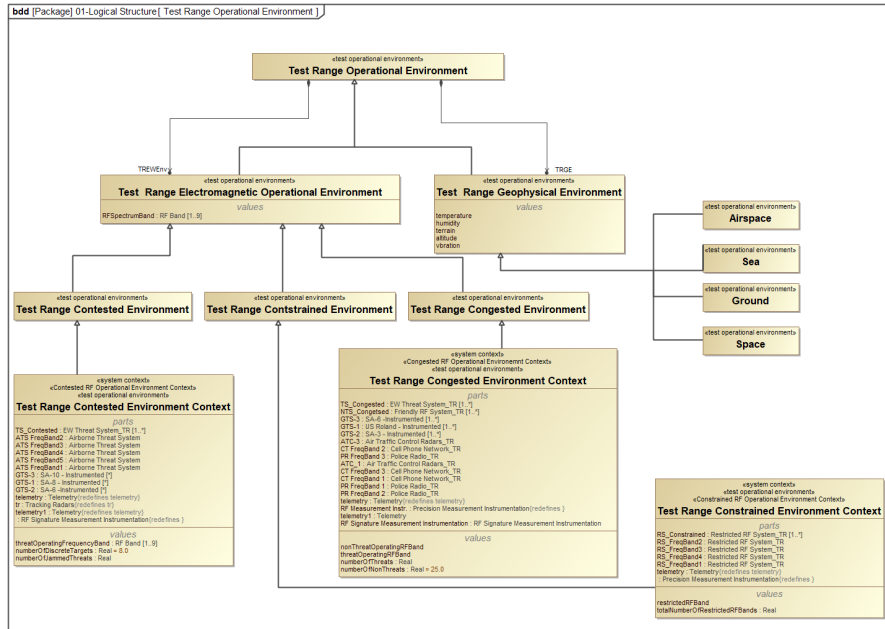 bdd [Package] 01-Logical Structure[ Test Range Operational Environment ]
«test operational environment»
Test Range Operational Environment
TREWEnv
TRGE
«test operational environment»
Test Range Electromagnetic Operational Environment
values
RFSpectrumBand : RF Band [1..9]
«test operational environment»
Test Range Geophysical Environment
values
temperature
humidity
terrain
altitude
vbration
«test operational environment»
Airspace
«test operational environment»
Sea
«test operational environment»
Ground
«test operational environment»
Space
«test operational environment»
Test Range Contested Environment
«test operational environment»
Test Range Contstrained Environment
«test operational environment»
Test Range Congested Environment
«system context»
«Contested RF Operational Environment Context»
«test operational environment»
Test Range Contested Environment Context
parts
TS_Contested : EW Threat System_TR [1..*]
ATS FreqBand2 : Airborne Threat System
ATS FreqBand3 : Airborne Threat System
ATS FreqBand4 : Airborne Threat System
ATS FreqBand5 : Airborne Threat System
ATS FreqBand1 : Airborne Threat System
GTS-3 : SA-10 - Instrumented [*]
GTS-1 : SA-8 - Instrumented [*]
GTS-2 : SA-6 - Instrumented [*]
telemetry : Telemetry{redefines telemetry}
tr : Tracking Radars{redefines tr}
telemetry1 : Telemetry{redefines telemetry}
: RF Signature Measurement Instrumentation{redefines }
values
threatOperatingFrequencyBand : RF Band [1..9]
numberOfDiscreteTargets : Real = 8.0
numberOfJammedThreats : Real
«system context»
«Congested RF Operational Environemnt Context»
«test operational environment»
Test Range Congested Environment Context
parts
TS_Congested : EW Threat System_TR [1..*]
NTS_Congetsed : Friendly RF System_TR [1..*]
GTS-3 : SA-6 -Instrumented [1..*]
GTS-1 : US Roland - Instrumented [1..*]
GTS-2 : SA-3 - Instrumented [1..*]
ATC-3 : Air Traffic Control Radars_TR
CT FreqBand 2 : Cell Phone Network_TR
PR FreqBand 3 : Police Radio_TR
ATC_1 : Air Traffic Control Radars_TR
CT FreqBand 3 : Cell Phone Network_TR
CT FreqBand 1 : Cell Phone Network_TR
PR FreqBand 1 : Police Radio_TR
PR FreqBand 2 : Police Radio_TR
telemetry : Telemetry{redefines telemetry}
RF Measurement Instr. : Precision Measurement Instrumentation{redefines }
telemetry1 : Telemetry
RF Signature Measurement Instrumentation : RF Signature Measurement Instrumentation
values
nonThreatOperatingRFBand
threatOperatingRFBand
numberOfThreats : Real
numberOfNonThreats : Real = 25.0
«system context»
«test operational environment»
«Constrained RF Operational Environment Context»
Test Range Constrained Environment Context
parts
RS_Constrained : Restricted RF System_TR [1..*]
RS_FreqBand2 : Restricted RF System_TR
RS_FreqBand3 : Restricted RF System_TR
RS_FreqBand4 : Restricted RF System_TR
RS_FreqBand1 : Restricted RF System_TR
telemetry : Telemetry{redefines telemetry}
: Precision Measurement Instrumentation{redefines }
values
restrictedRFBand
totalNumberOfRestrictedRFBands : Real